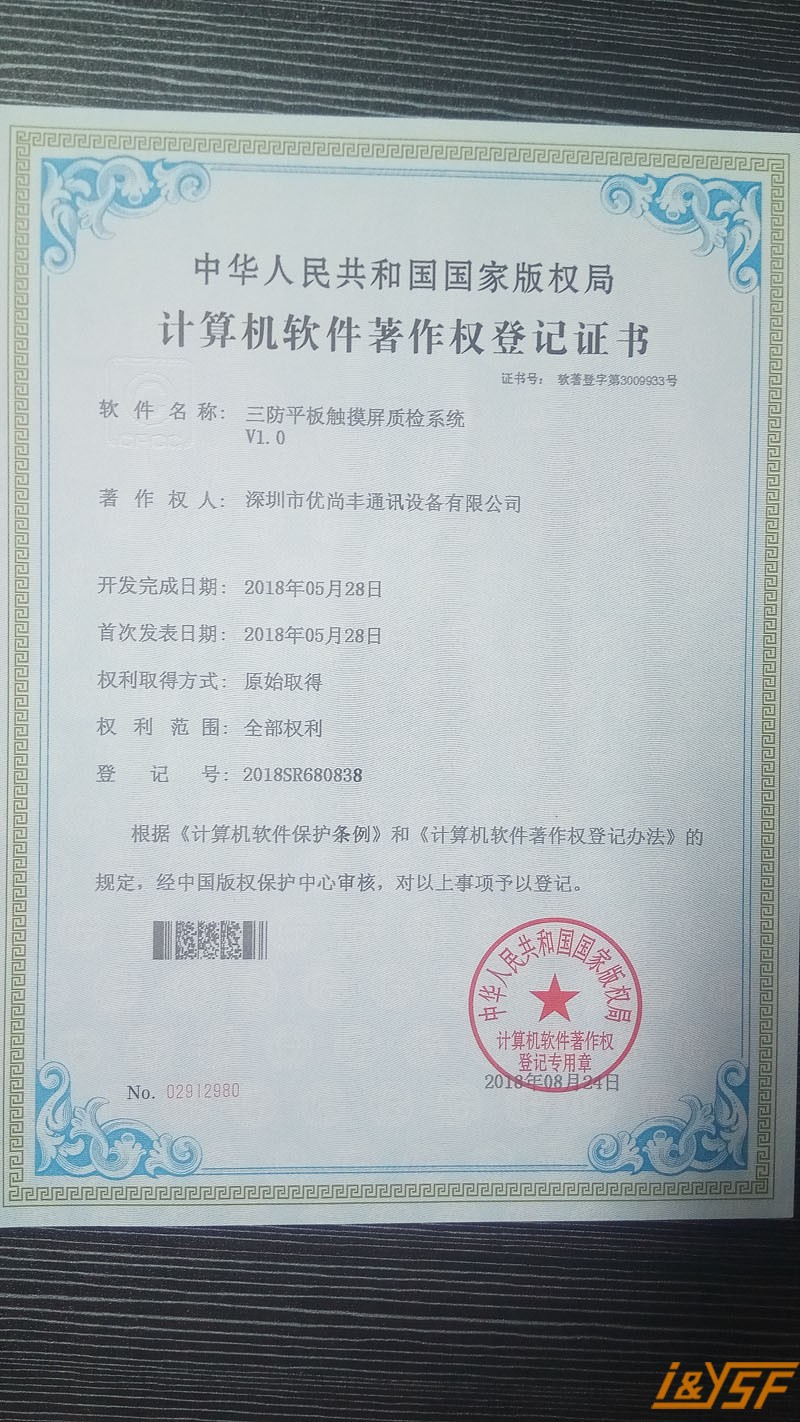 中华人民共和国国家版权局
计算机软件著作权登记证书
证书号： 软著登字第3009933号
软件名称： 三防平板触摸屏质检系统
V1.0
著作权人： 深圳市优尚丰通讯设备有限公司
开发完成日期： 2018年05月28日
首次发表日期： 2018年05月28日
权利取得方式： 原始取得
权利范围： 全部权利
登记号： 2018SR680838
根据《计算机软件保护条例》和《计算机软件著作权登记办法》的
规定，经中国版权保护中心审核，对以上事项予以登记。
中华人民共和国国家版权局
计算机软件著作权
登记专用章
2018年08月24日
No. 02912980
CPCC
i&YSF